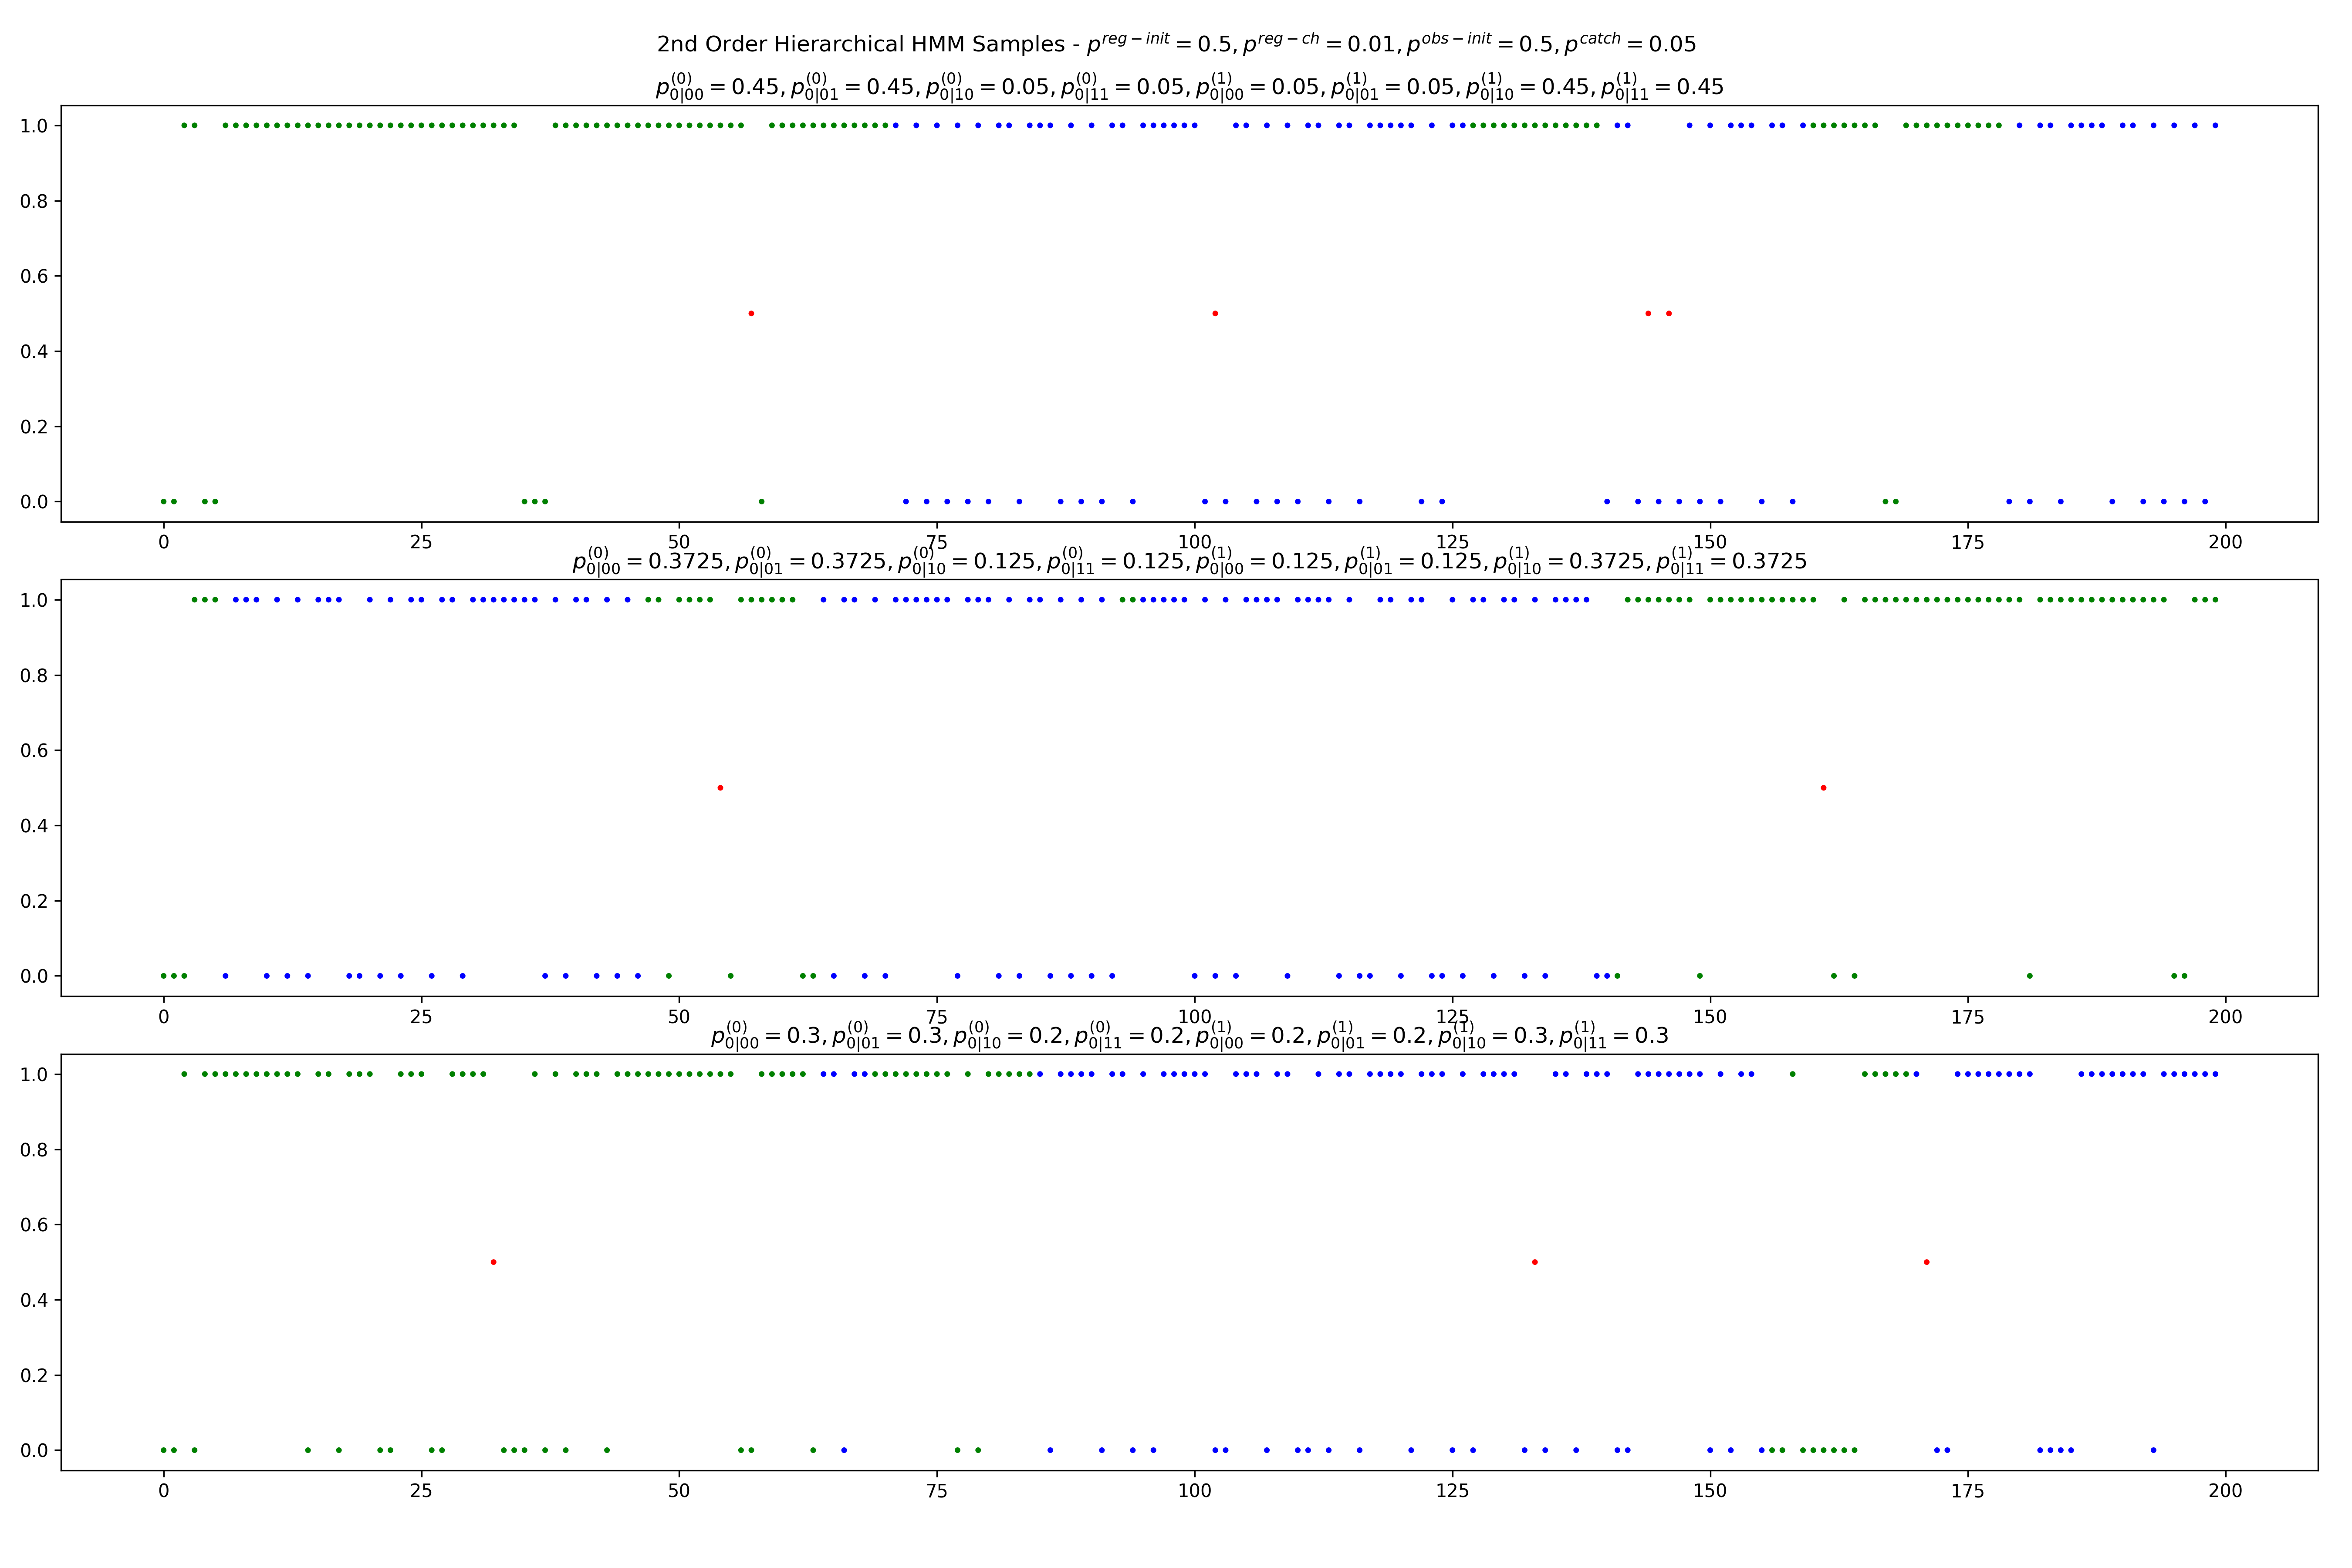 2nd Order Hierarchical HMM Samples - $p^{reg-init} = 0.5, p^{reg-ch} = 0.01, p^{obs-init} = 0.5, p^{catch} = 0.05$
$p^{(0)}_{0|00} = 0.45, p^{(0)}_{0|01} = 0.45, p^{(0)}_{0|10} = 0.05, p^{(0)}_{0|11} = 0.05, p^{(1)}_{0|00} = 0.05, p^{(1)}_{0|01} = 0.05, p^{(1)}_{0|10} = 0.45, p^{(1)}_{0|11} = 0.45$
1.0
0.8
0.6
0.4
0.2
0.0
0 25 50 75 100 125 150 175 200
$p^{(0)}_{0|00} = 0.3725, p^{(0)}_{0|01} = 0.3725, p^{(0)}_{0|10} = 0.125, p^{(0)}_{0|11} = 0.125, p^{(1)}_{0|00} = 0.125, p^{(1)}_{0|01} = 0.125, p^{(1)}_{0|10} = 0.3725, p^{(1)}_{0|11} = 0.3725$
1.0
0.8
0.6
0.4
0.2
0.0
0 25 50 75 100 125 150 175 200
$p^{(0)}_{0|00} = 0.3, p^{(0)}_{0|01} = 0.3, p^{(0)}_{0|10} = 0.2, p^{(0)}_{0|11} = 0.2, p^{(1)}_{0|00} = 0.2, p^{(1)}_{0|01} = 0.2, p^{(1)}_{0|10} = 0.3, p^{(1)}_{0|11} = 0.3$
1.0
0.8
0.6
0.4
0.2
0.0
0 25 50 75 100 125 150 175 200